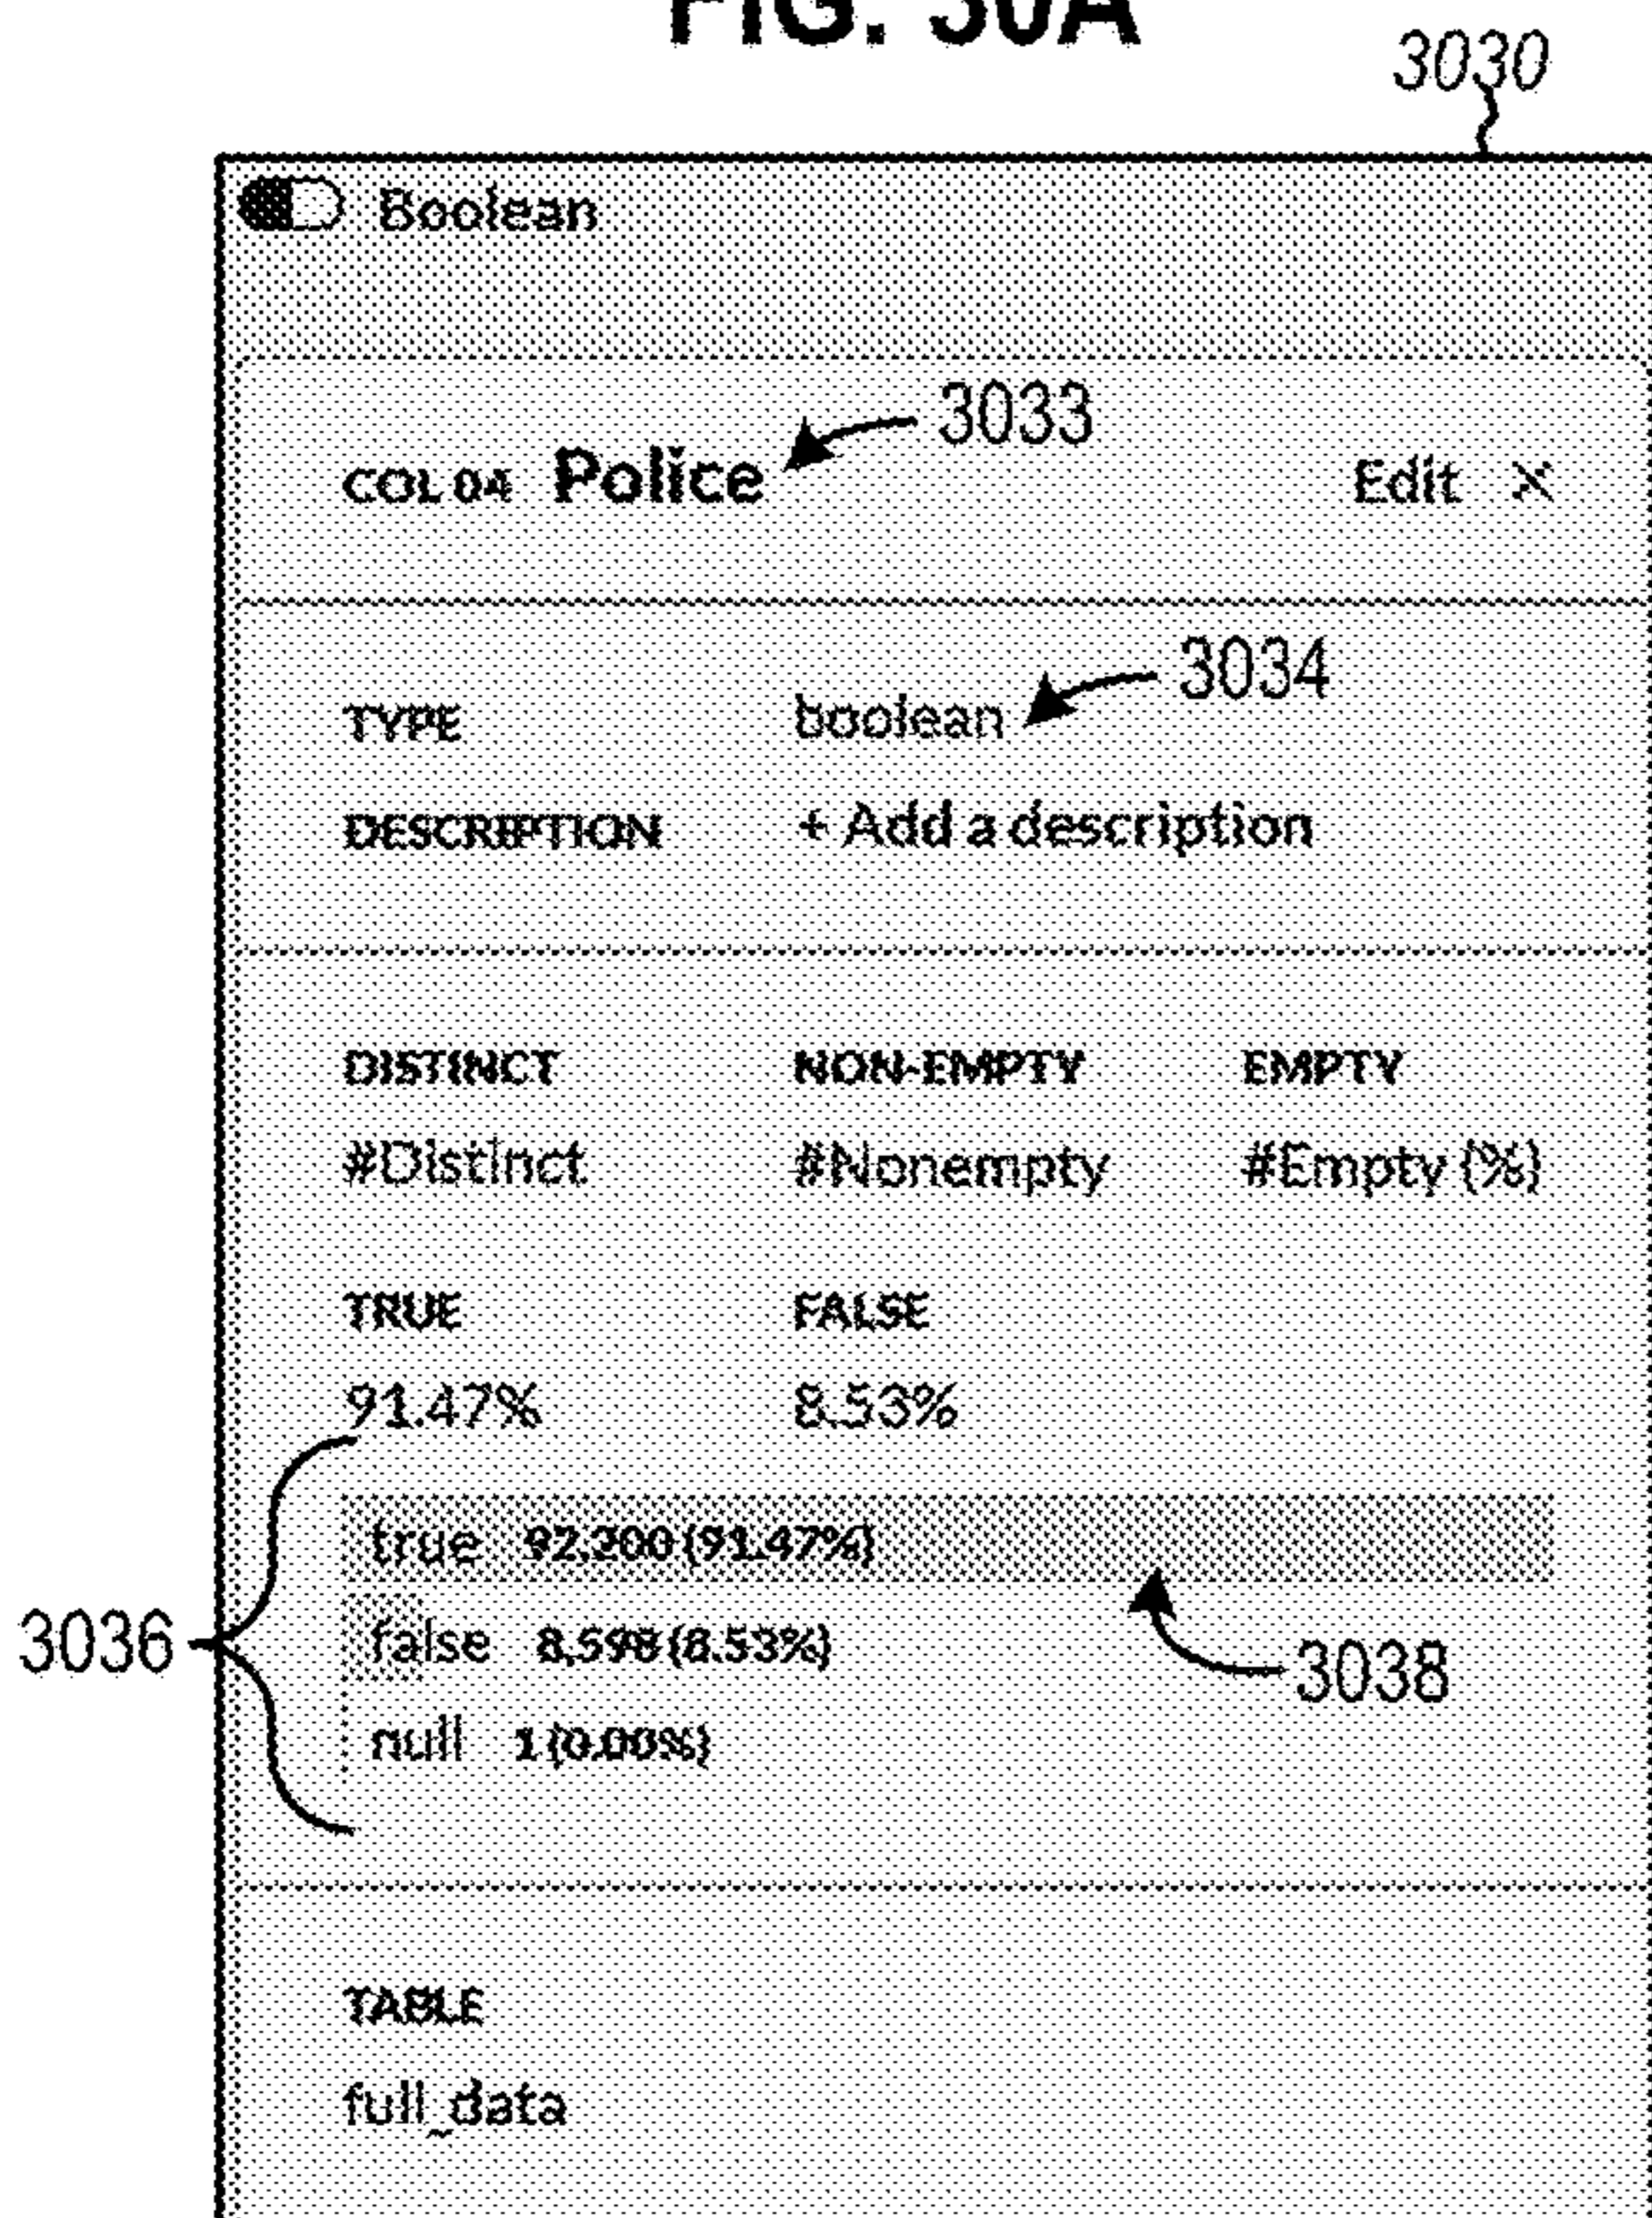 FIG. 30A
3030
Boolean
3033
COL 04 Police Edit X
3034
TYPE boolean
DESCRIPTION + Add a description
DISTINCT NON-EMPTY EMPTY
#Distinct #Nonempty #Empty (%)
TRUE FALSE
91.47% 8.53%
true 92,200 (91.47%)
3036 false 8,598 (8.53%)
3038
null 1 (0.00%)
TABLE
full_data